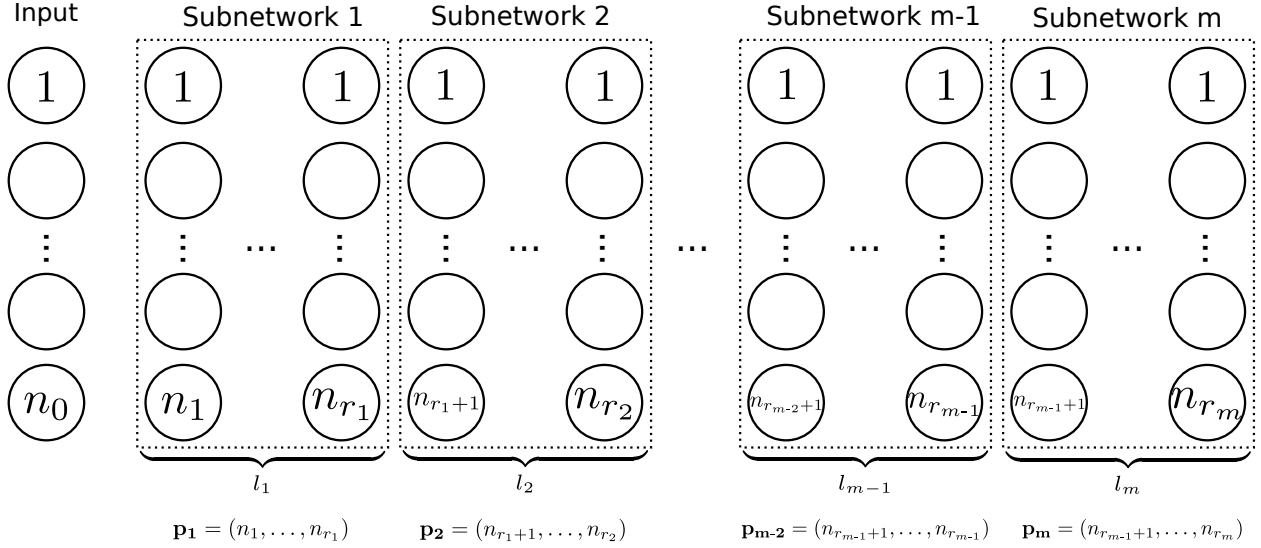 Input Subnetwork 1 Subnetwork 2 Subnetwork m-1 Subnetwork m
1 1 1 1 1 1 1 1 1
⋮ ⋮ ... ⋮ ⋮ ... ⋮ ... ⋮ ... ⋮ ⋮ ... ⋮
n_0 n_1 n_{r_1} n_{r_1+1} n_{r_2} n_{r_{m-2}+1} n_{r_{m-1}} n_{r_{m-1}+1} n_{r_m}
l_1 l_2 l_{m-1} l_m
p_1 = (n_1, . . . , n_{r_1}) p_2 = (n_{r_1+1}, . . . , n_{r_2}) p_{m-2} = (n_{r_{m-1}+1}, . . . , n_{r_{m-1}}) p_m = (n_{r_{m-1}+1}, . . . , n_{r_m})